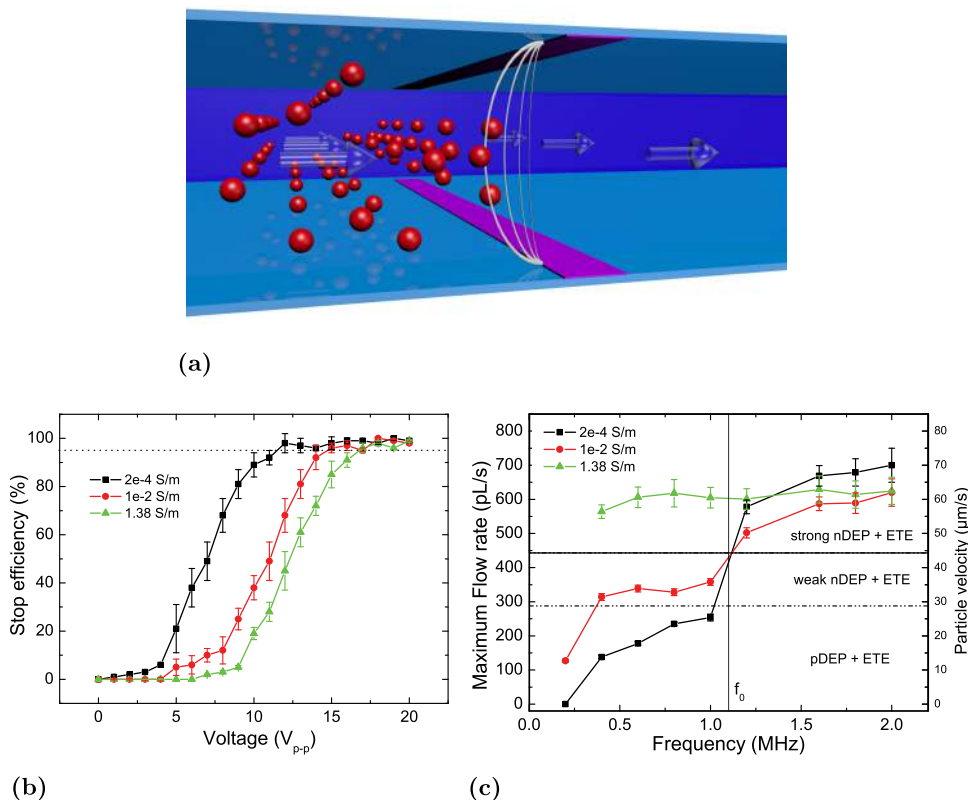 (a)
100
80
60
40
20
0
0
5
10
15
20
Stop efficiency (%)
Voltage (Vp-p)
2e-4 S/m
1e-2 S/m
1.38 S/m
(b)
800
700
600
500
400
300
200
100
0
0.0
0.5
1.0
1.5
2.0
80
70
60
50
40
30
20
10
0
Maximum Flow rate (pL/s)
Frequency (MHz)
Particle velocity (μm/s)
2e-4 S/m
1e-2 S/m
1.38 S/m
strong nDEP + ETE
weak nDEP + ETE
pDEP + ETE
f0
(c)